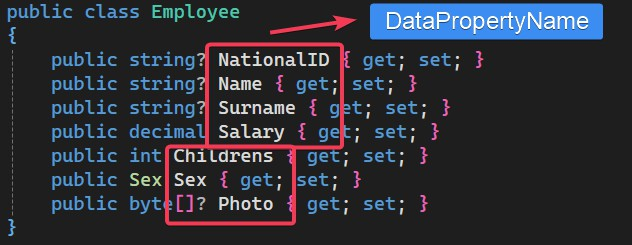 public class Employee
DataPropertyName
{
public string? NationalID { get; set; }
public string? Name { get; set; }
public string? Surname { get; set; }
public decimal Salary { get; set; }
public int Childrens { get; set; }
public Sex Sex { get; set; }
public byte[]? Photo { get; set; }
}